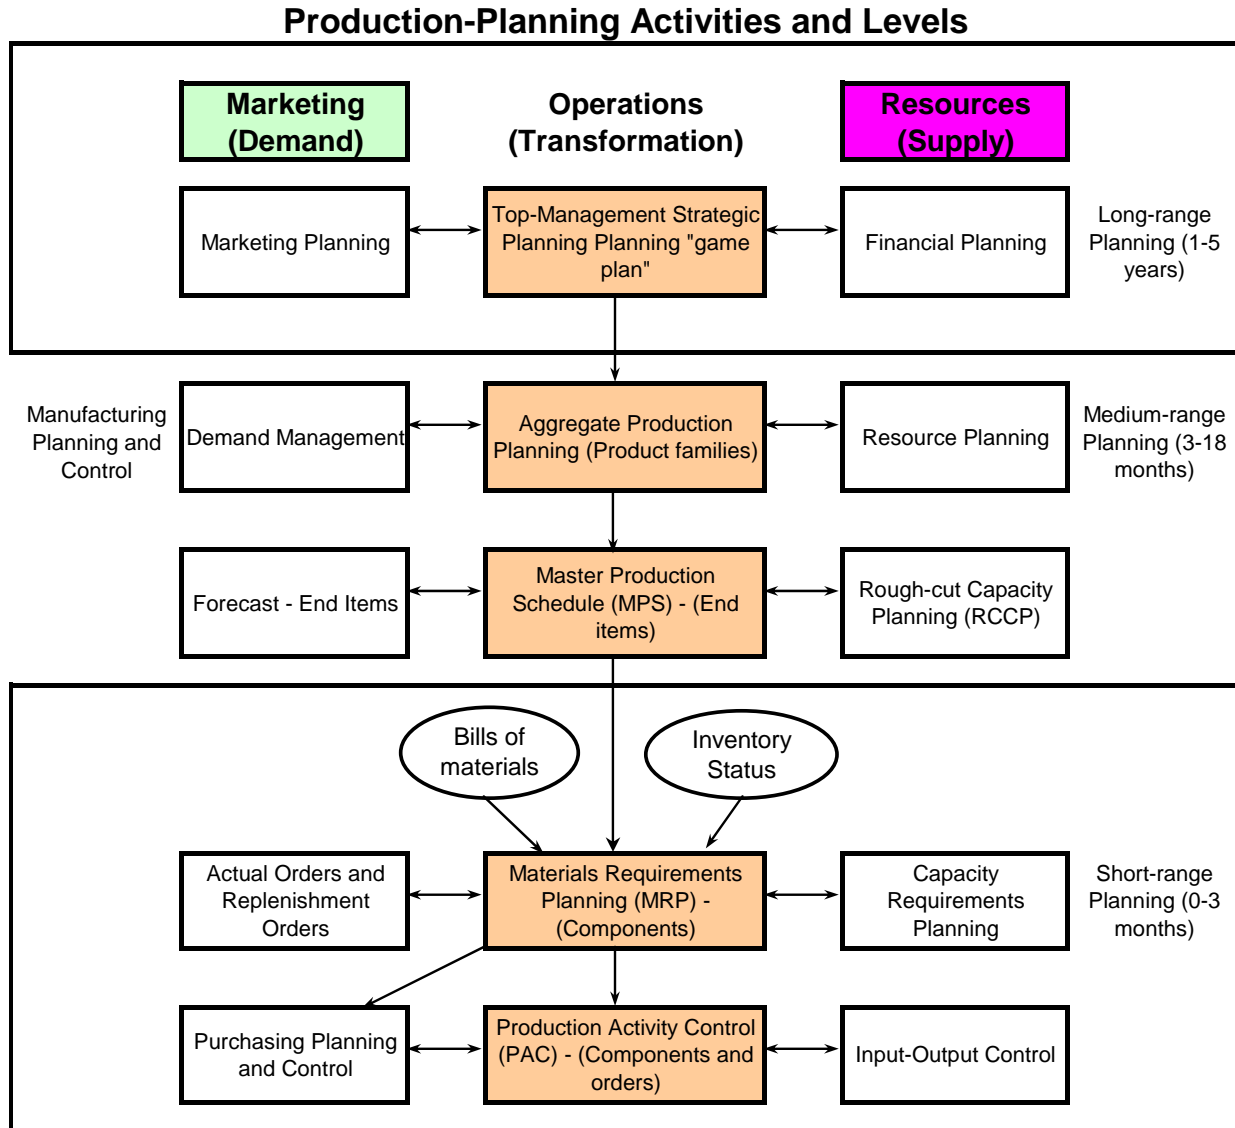 Production-Planning Activities and Levels
Marketing
(Demand)
Operations
(Transformation)
Resources
(Supply)
Marketing Planning
Top-Management Strategic
Planning Planning "game
plan"
Financial Planning
Long-range
Planning (1-5
years)
Manufacturing
Planning and
Control
Demand Management
Aggregate Production
Planning (Product families)
Resource Planning
Medium-range
Planning (3-18
months)
Forecast - End Items
Master Production
Schedule (MPS) - (End
items)
Rough-cut Capacity
Planning (RCCP)
Bills of
materials
Inventory
Status
Actual Orders and
Replenishment
Orders
Materials Requirements
Planning (MRP) -
(Components)
Capacity
Requirements
Planning
Short-range
Planning (0-3
months)
Purchasing Planning
and Control
Production Activity Control
(PAC) - (Components and
orders)
Input-Output Control